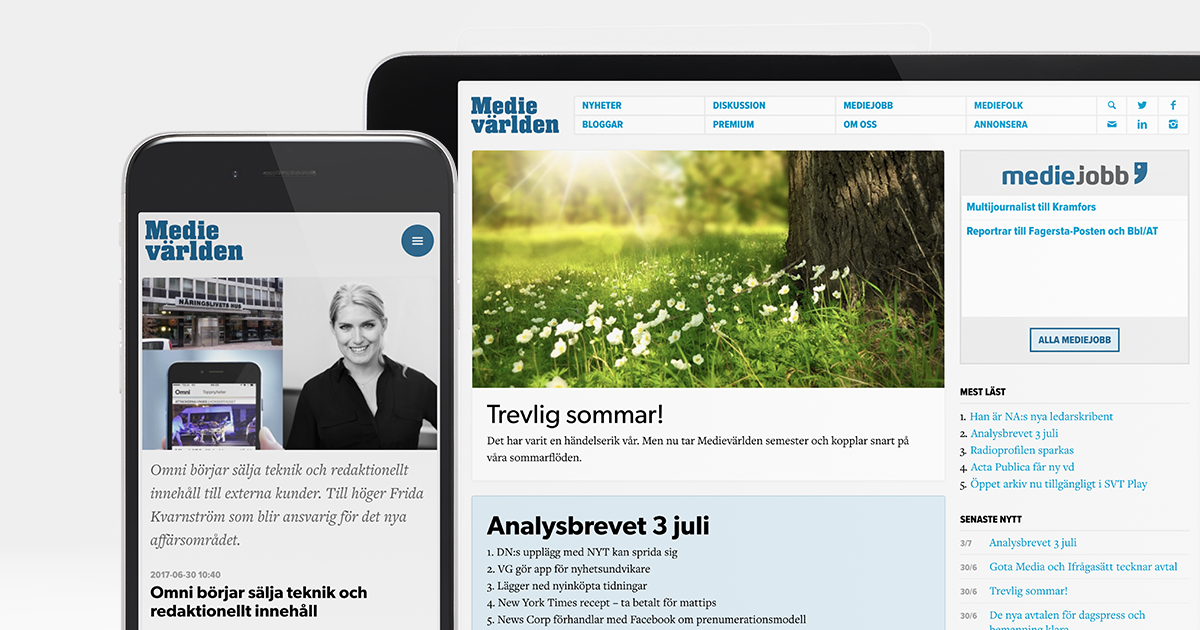 Medie
världen
NÄRINGSLIVETS HUS
Omni
Toppnyheter
Omni börjar sälja teknik och redaktionellt
innehåll till externa kunder. Till höger Frida
Kvarnström som blir ansvarig för det nya
affärsområdet.
2017-06-30 10:40
Omni börjar sälja teknik och
redaktionellt innehåll
Medie
världen
NYHETER
DISKUSSION
MEDIEJOBB
MEDIEFOLK
BLOGGAR
PREMIUM
OM OSS
ANNONSERA
Trevlig sommar!
Det har varit en händelserik vår. Men nu tar Medievärlden semester och kopplar snart på
våra sommarflöden.
Analysbrevet 3 juli
1. DN:s upplägg med NYT kan sprida sig
2. VG gör app för nyhetsundvikare
3. Lägger ned nyinköpta tidningar
4. New York Times recept – ta betalt för mattips
5. News Corp förhandlar med Facebook om prenumerationsmodell
mediejobb
Multijournalist till Kramfors
Reportrar till Fagersta-Posten och Bbl/AT
ALLA MEDIEJOBB
MEST LÄST
1. Han är NA:s nya ledarskribent
2. Analysbrevet 3 juli
3. Radioprofilen sparkas
4. Acta Publica får ny vd
5. Öppet arkiv nu tillgängligt i SVT Play
SENASTE NYTT
3/7 Analysbrevet 3 juli
30/6 Gota Media och Ifrågasätt tecknar avtal
30/6 Trevlig sommar!
30/6 De nya avtalen för dagspress och
bemanning klara